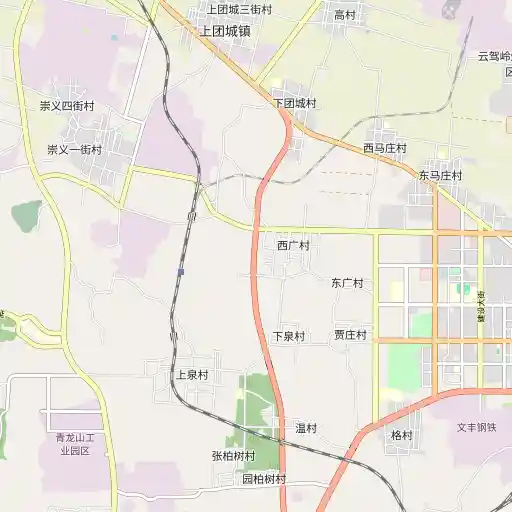 上团城三街村
高村
上团城镇
云驾岭
区
下团城村
崇义四街村
崇义一街村
西马庄村
东马庄村
西广村
东广村
建设大街
下泉村
贾庄村
上泉村
温村
格村
文丰钢铁
青龙山工
业园区
张柏树村
园柏树村